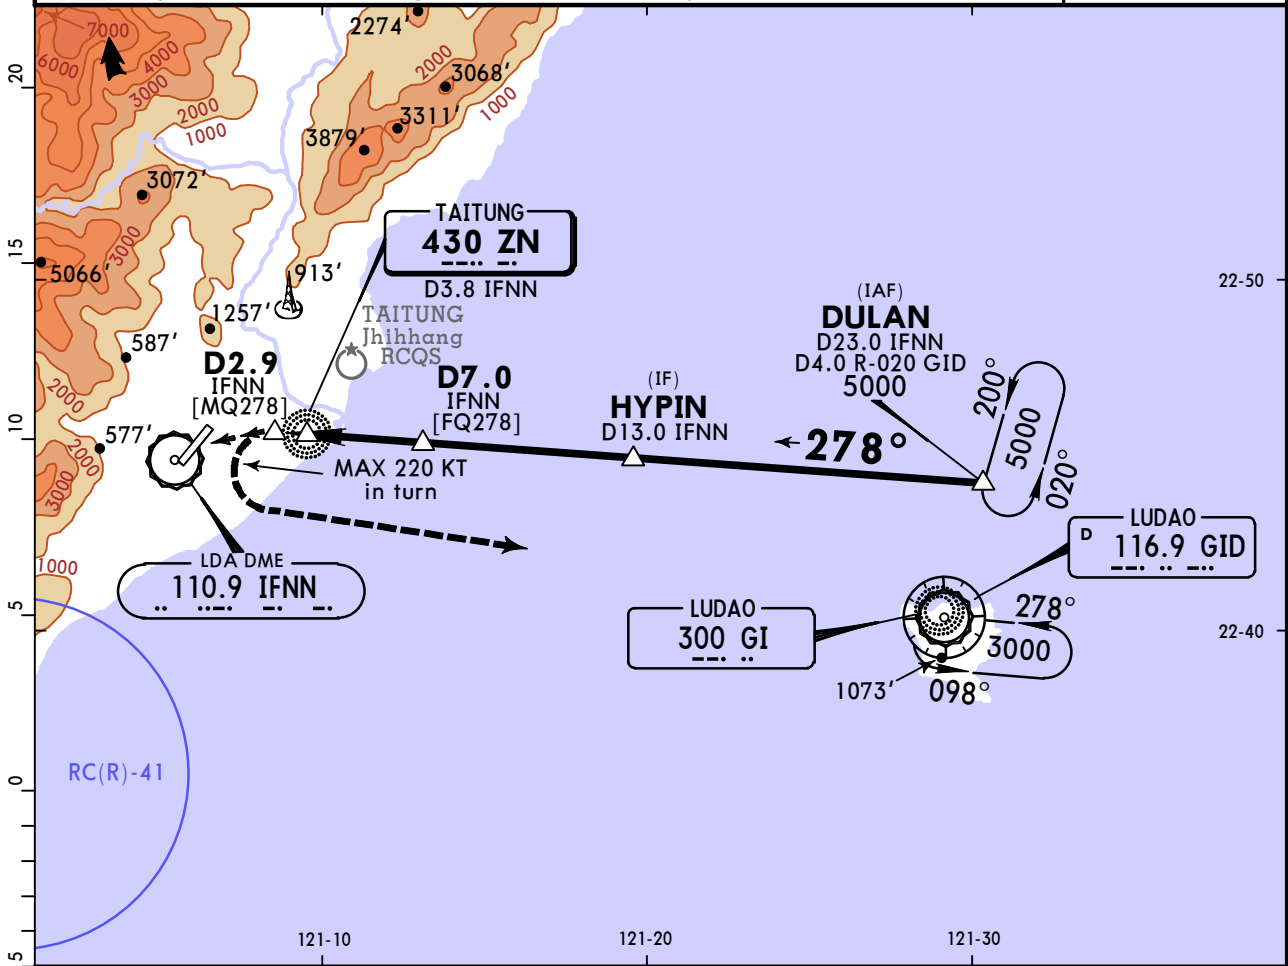 7000
6000
4000
3000
2000
1000
2274'
2000
3068'
1000
3311'
3879'
20
3072'
3000
5066'
15
TAITUNG
430 ZN
D3.8 IFNN
913'
1257'
587'
TAITUNG
Jhihhang
RCQS
22-50
(IAF)
DULAN
D23.0 IFNN
D4.0 R-020 GID
5000
200°
5000
020°
D2.9
IFNN
[MQ278]
D7.0
IFNN
[FQ278]
(IF)
HYPIN
D13.0 IFNN
278°
2000
10
577'
2000
3000
MAX 220 KT
in turn
1000
LDA DME
110.9 IFNN
LUDAO
D 116.9 GID
LUDAO
300 GI
278°
3000
098°
1073'
5
22-40
RC(R)-41
0
5
121-10
121-20
121-30